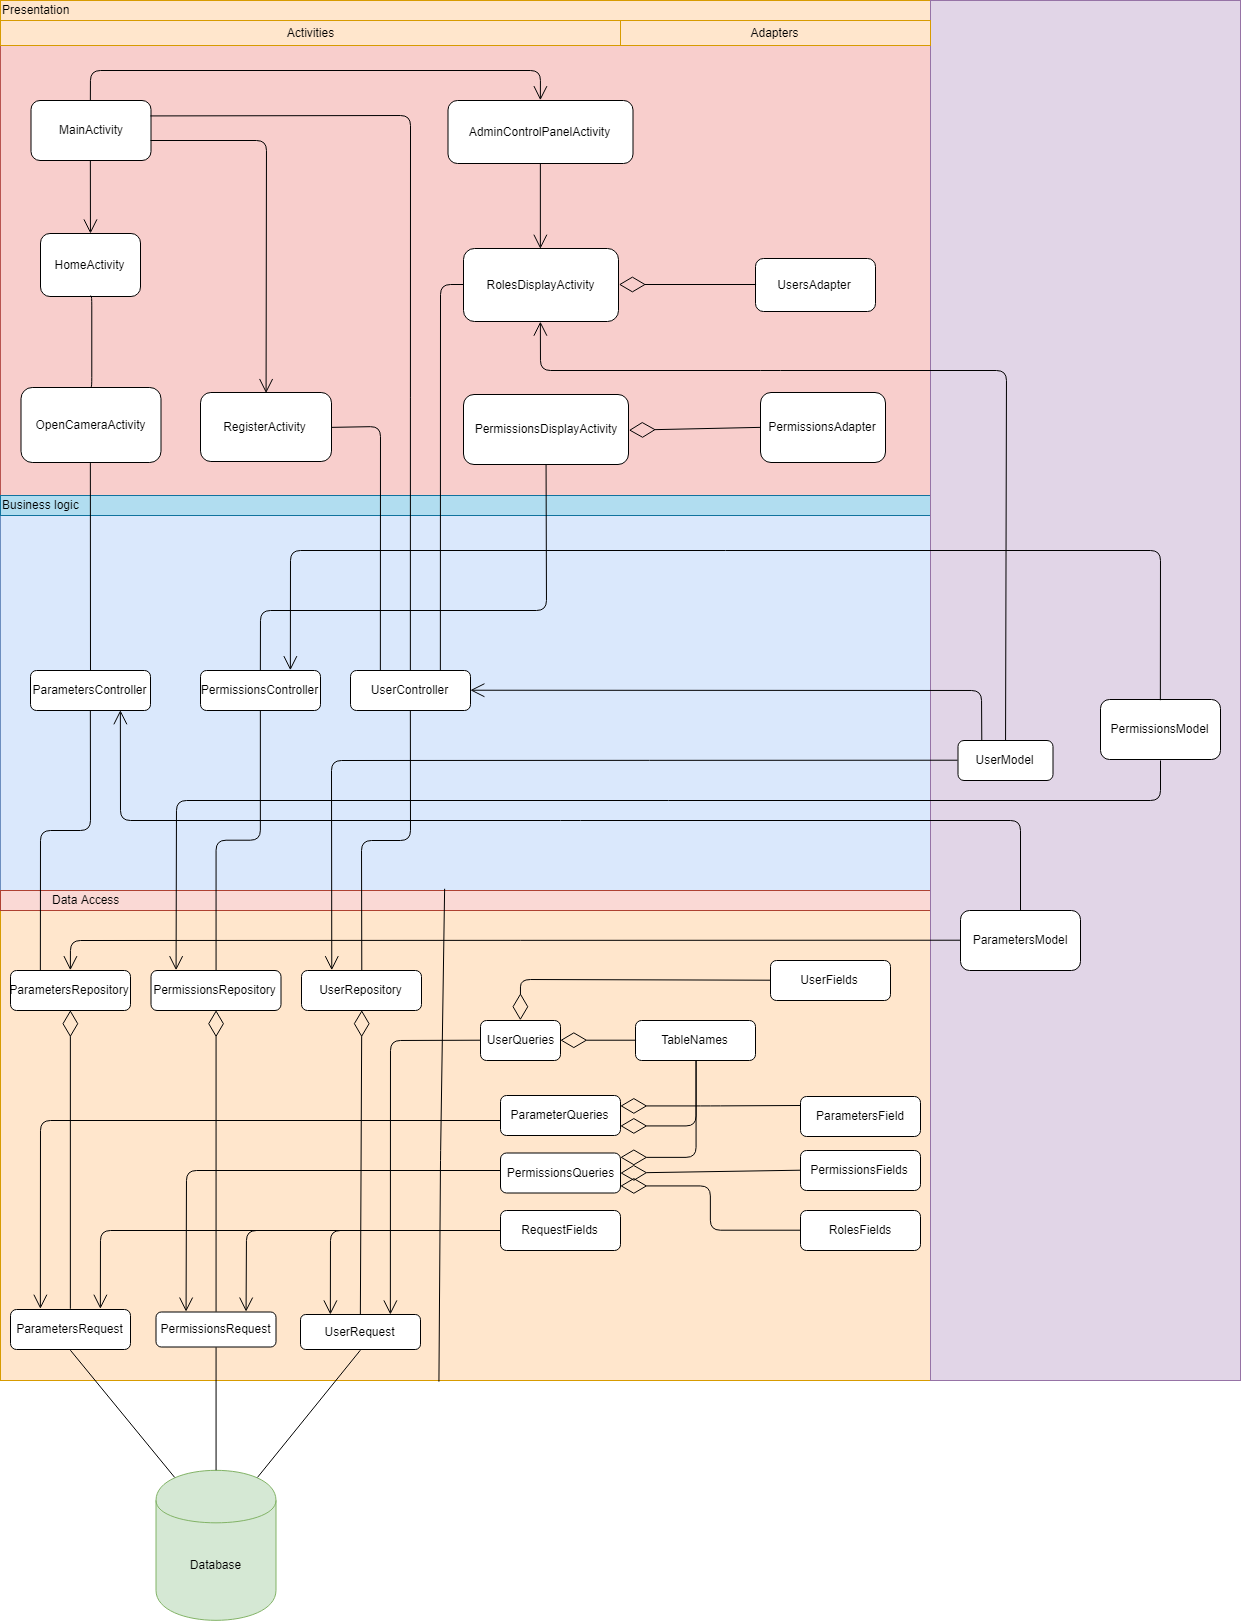 Presentation
Activities
Adapters
MainActivity
AdminControlPanelActivity
HomeActivity
RolesDisplayActivity
UsersAdapter
OpenCameraActivity
RegisterActivity
PermissionsDisplayActivity
PermissionsAdapter
Business logic
ParametersController
PermissionsController
UserController
PermissionsModel
UserModel
Data Access
ParametersModel
ParametersRepository
PermissionsRepository
UserRepository
UserFields
UserQueries
TableNames
ParameterQueries
ParametersField
PermissionsQueries
PermissionsFields
RequestFields
RolesFields
ParametersRequest
PermissionsRequest
UserRequest
Database